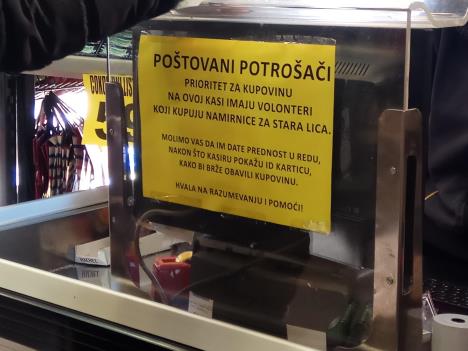 POŠTOVANI POTROŠAČI
PRIORITET ZA KUPOVINU
NA OVOJ KASI IMAJU VOLONTERI
KOJI KUPUJU NAMIRNICE ZA STARA LICA.
MOLIMO VAS DA IM DATE PREDNOST U REDU,
NAKON ŠTO KASIRU POKAŽU ID KARTICU,
KAKO BI BRŽE OBAVILI KUPOVINU.
HVALA NA RAZUMEVANJU I POMOĆI!